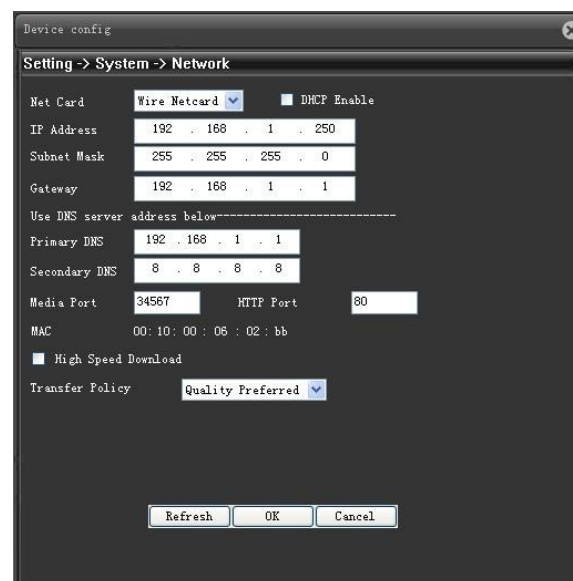 Device config
Setting -> System -> Network
Net Card Wire Netcard DHCP Enable
IP Address 192 . 168 . 1 . 250
Subnet Mask 255 . 255 . 255 . 0
Gateway 192 . 168 . 1 . 1
Use DNS server address below---------------------------
Primary DNS 192 . 168 . 1 . 1
Secondary DNS 8 . 8 . 8 . 8
Media Port 34567 HTTP Port 80
MAC 00: 10: 00: 06 : 02: bb
High Speed Download
Transfer Policy Quality Preferred
Refresh OK Cancel